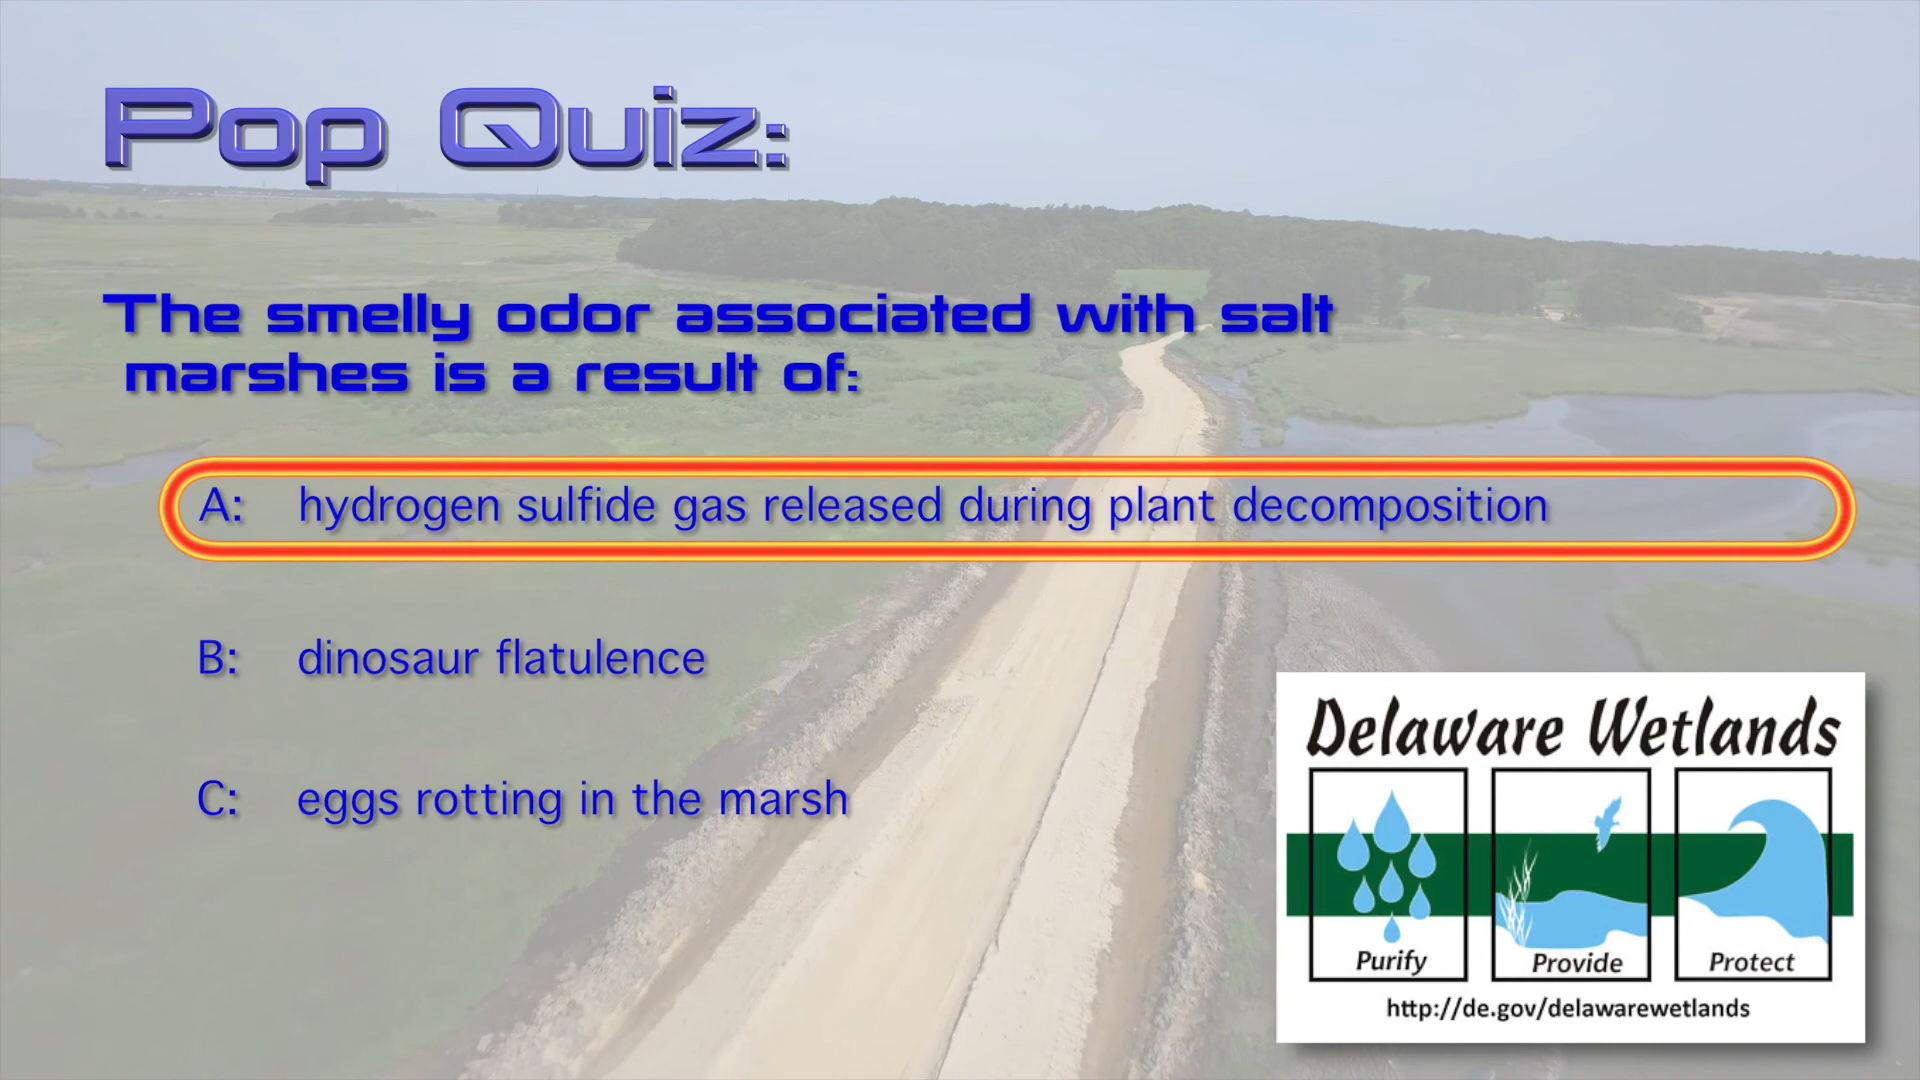 Pop Quiz:
The smelly odor associated with salt
marshes is a result of:
A: hydrogen sulfide gas released during plant decomposition
B: dinosaur flatulence
C: eggs rotting in the marsh
Delaware Wetlands
Purify Provide Protect
http://de.gov/delawarewetlands